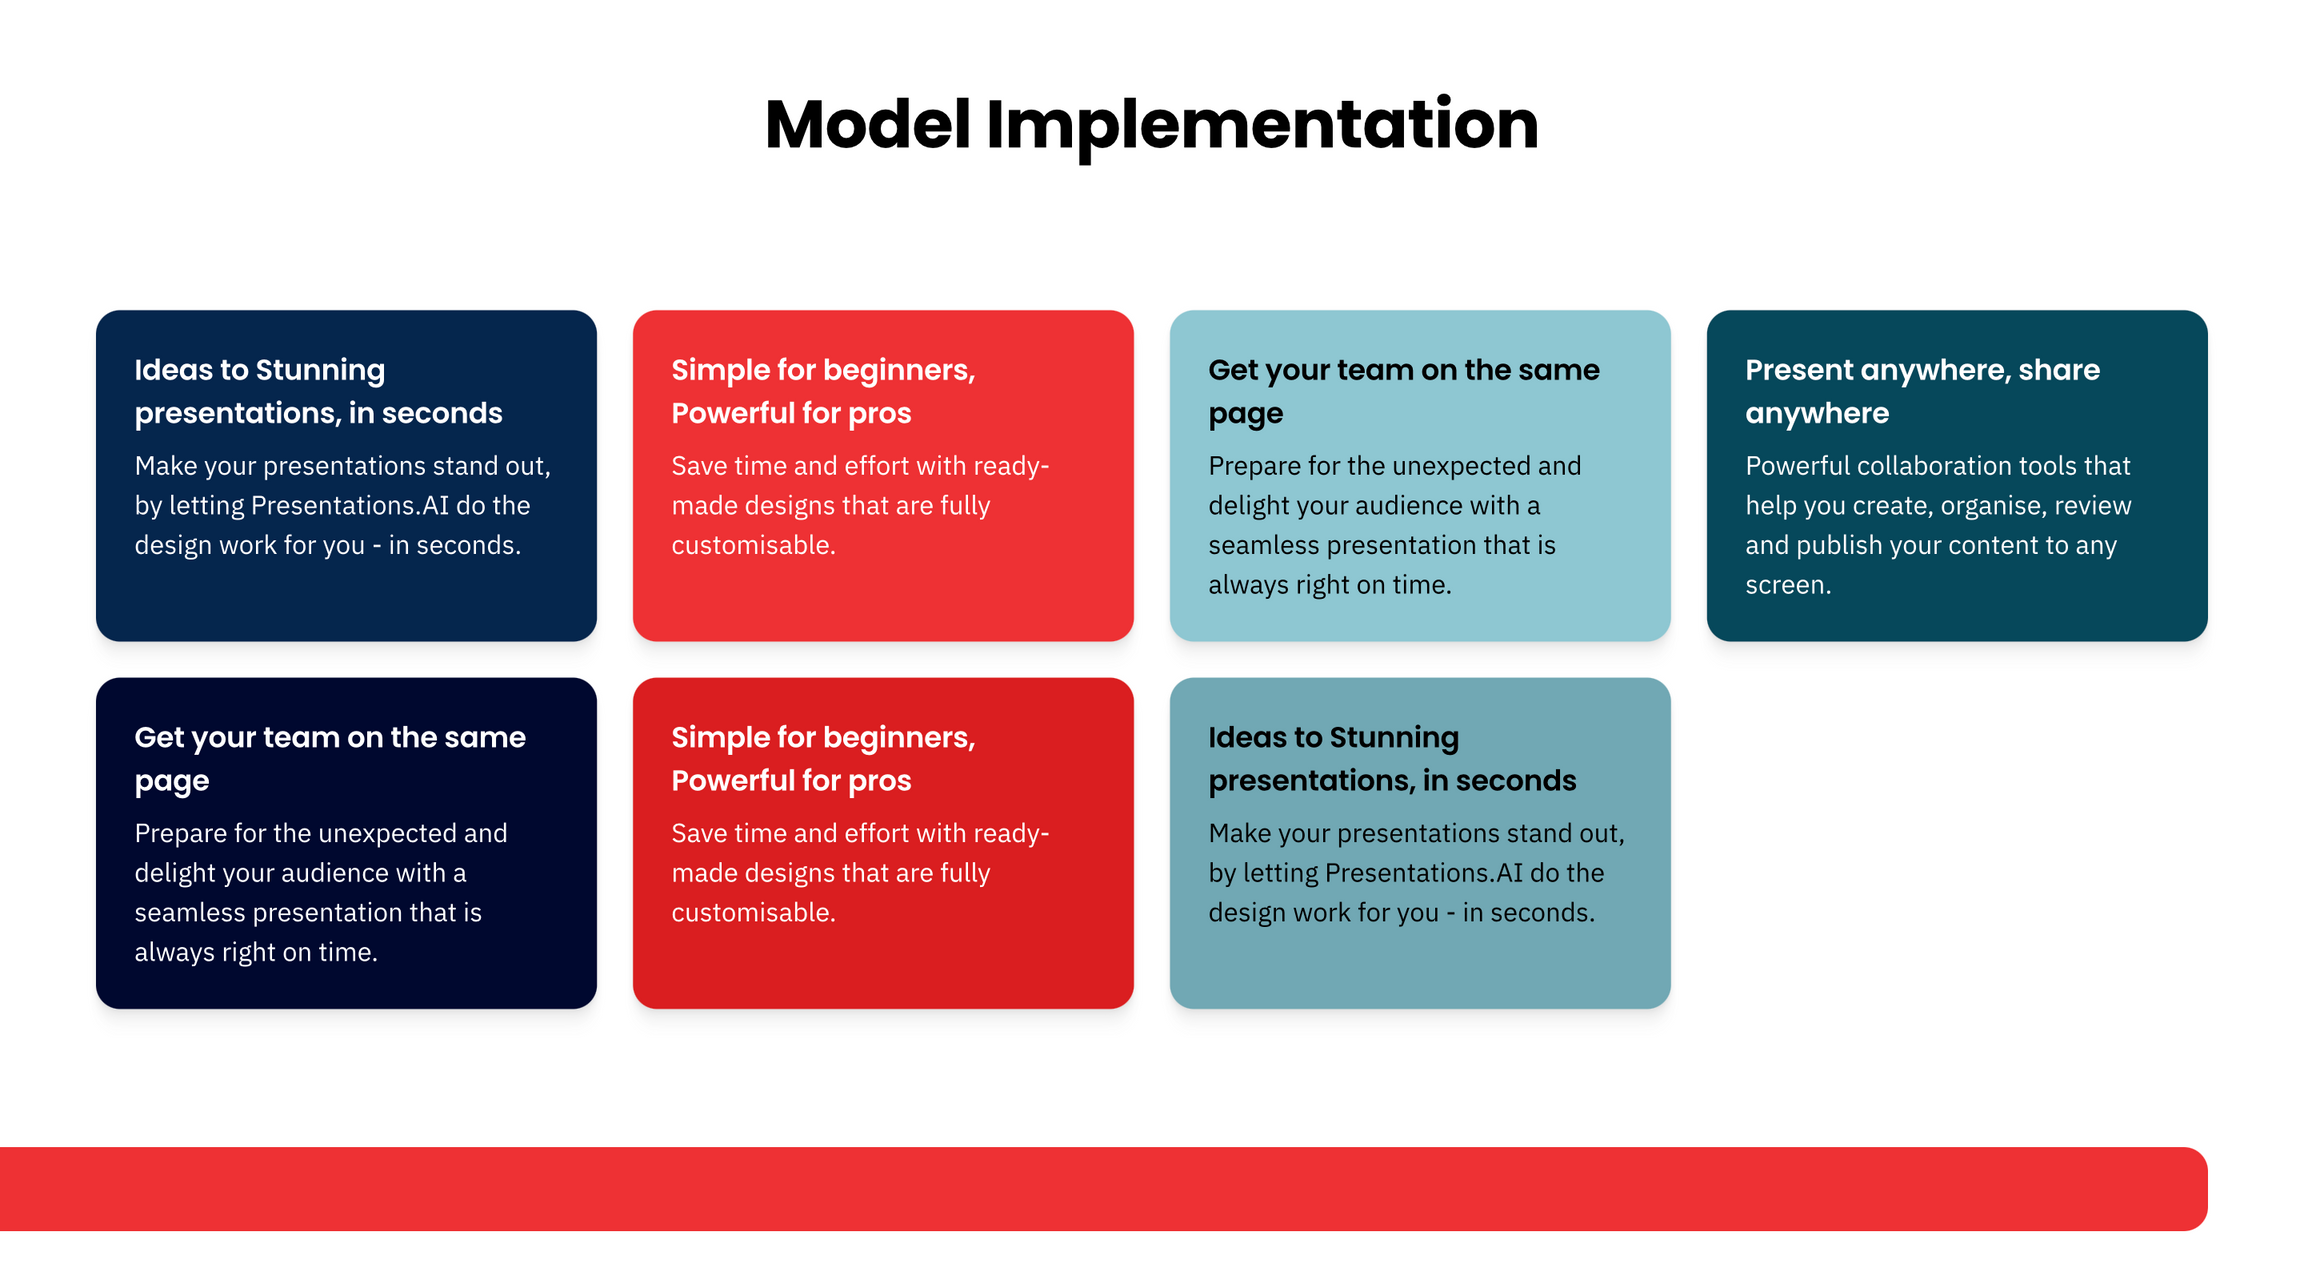 Model Implementation
Ideas to Stunning
presentations, in seconds
Make your presentations stand out,
by letting Presentations.AI do the
design work for you - in seconds.
Simple for beginners,
Powerful for pros
Save time and effort with ready-
made designs that are fully
customisable.
Get your team on the same
page
Prepare for the unexpected and
delight your audience with a
seamless presentation that is
always right on time.
Present anywhere, share
anywhere
Powerful collaboration tools that
help you create, organise, review
and publish your content to any
screen.
Get your team on the same
page
Prepare for the unexpected and
delight your audience with a
seamless presentation that is
always right on time.
Simple for beginners,
Powerful for pros
Save time and effort with ready-
made designs that are fully
customisable.
Ideas to Stunning
presentations, in seconds
Make your presentations stand out,
by letting Presentations.AI do the
design work for you - in seconds.